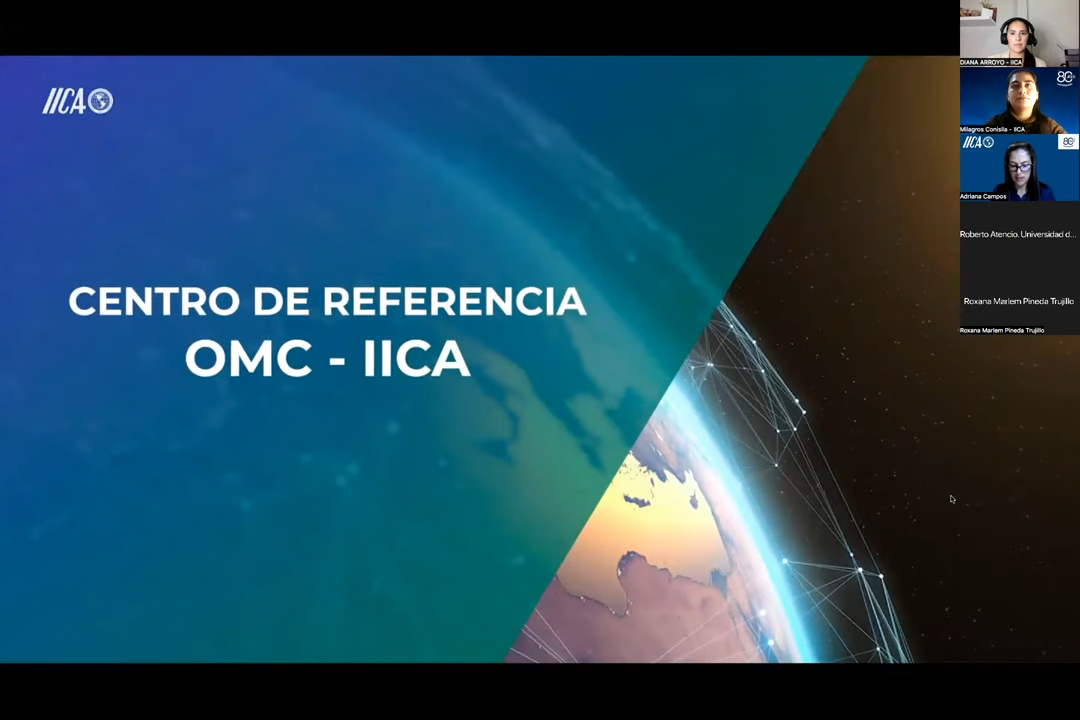 IICA
CENTRO DE REFERENCIA
OMC - IICA
DIANA ARROYO - IICA
80
Milagros Conislla - IICA
IICA
80
Adriana Campos
Roberto Atencio. Universidad d...
Roxana Marlem Pineda Trujillo
Roxana Marlem Pineda Trujillo